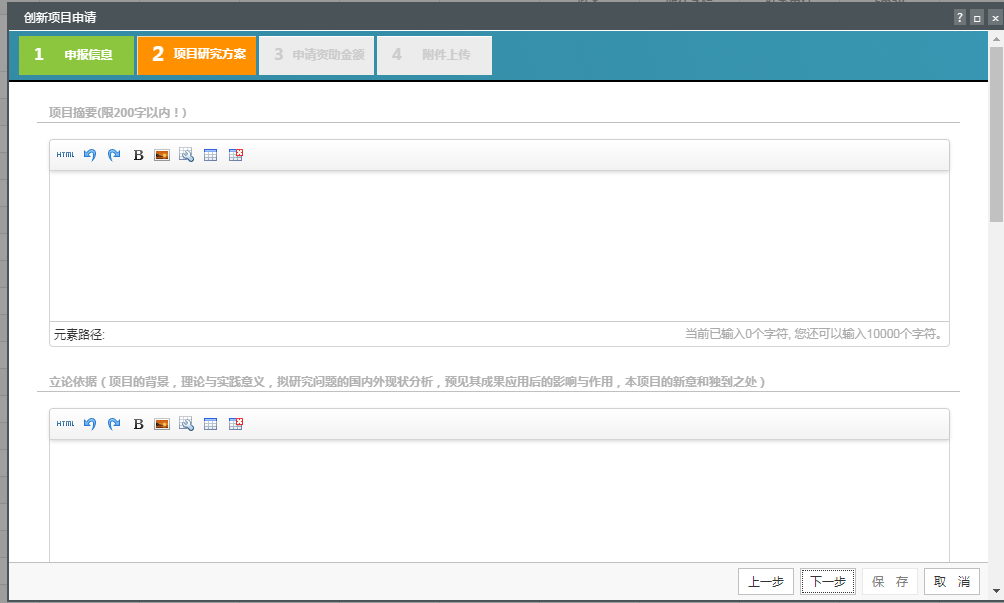 创新项目申请
1 申报信息 2 项目研究方案 3 申请资助金额 4 附件上传
项目摘要(限200字以内！)
HTML B
元素路径: 当前已输入0个字符, 您还可以输入10000个字符。
立论依据（项目的背景，理论与实践意义，拟研究问题的国内外现状分析，预见其成果应用后的影响与作用，本项目的新意和独到之处）
HTML B
上一步 下一步 保 存 取 消